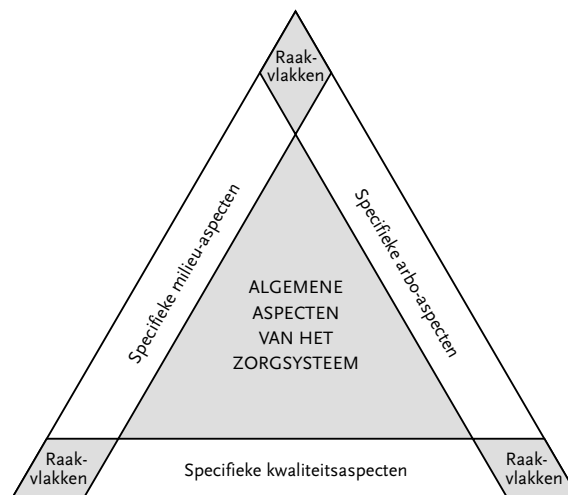 Raak-
vlakken
Specifieke milieu-aspecten
Specifieke arbo-aspecten
ALGEMENE
ASPECTEN
VAN HET
ZORGSYSTEEM
Raak-
vlakken
Specifieke kwaliteitsaspecten
Raak-
vlakken